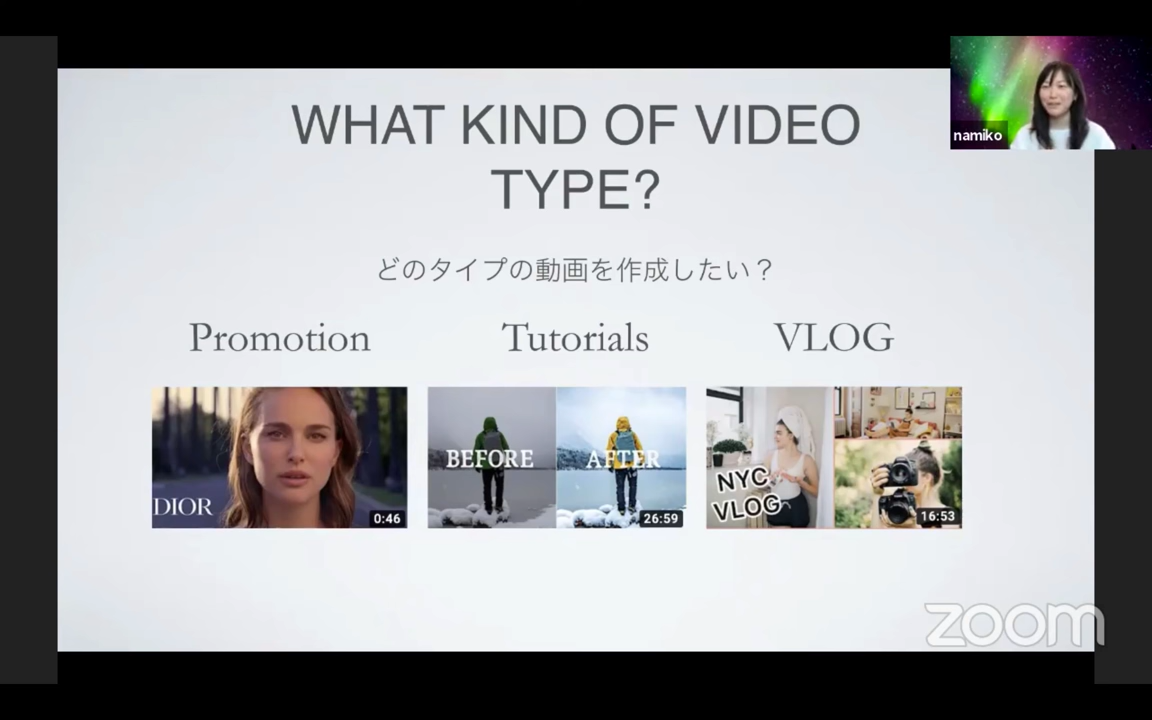 WHAT KIND OF VIDEO
TYPE?
namiko
どのタイプの動画を作成したい？
Promotion
Tutorials
VLOG
DIOR
0:46
BEFORE
AFTER
26:59
NYC
VLOG
16:53
zoom